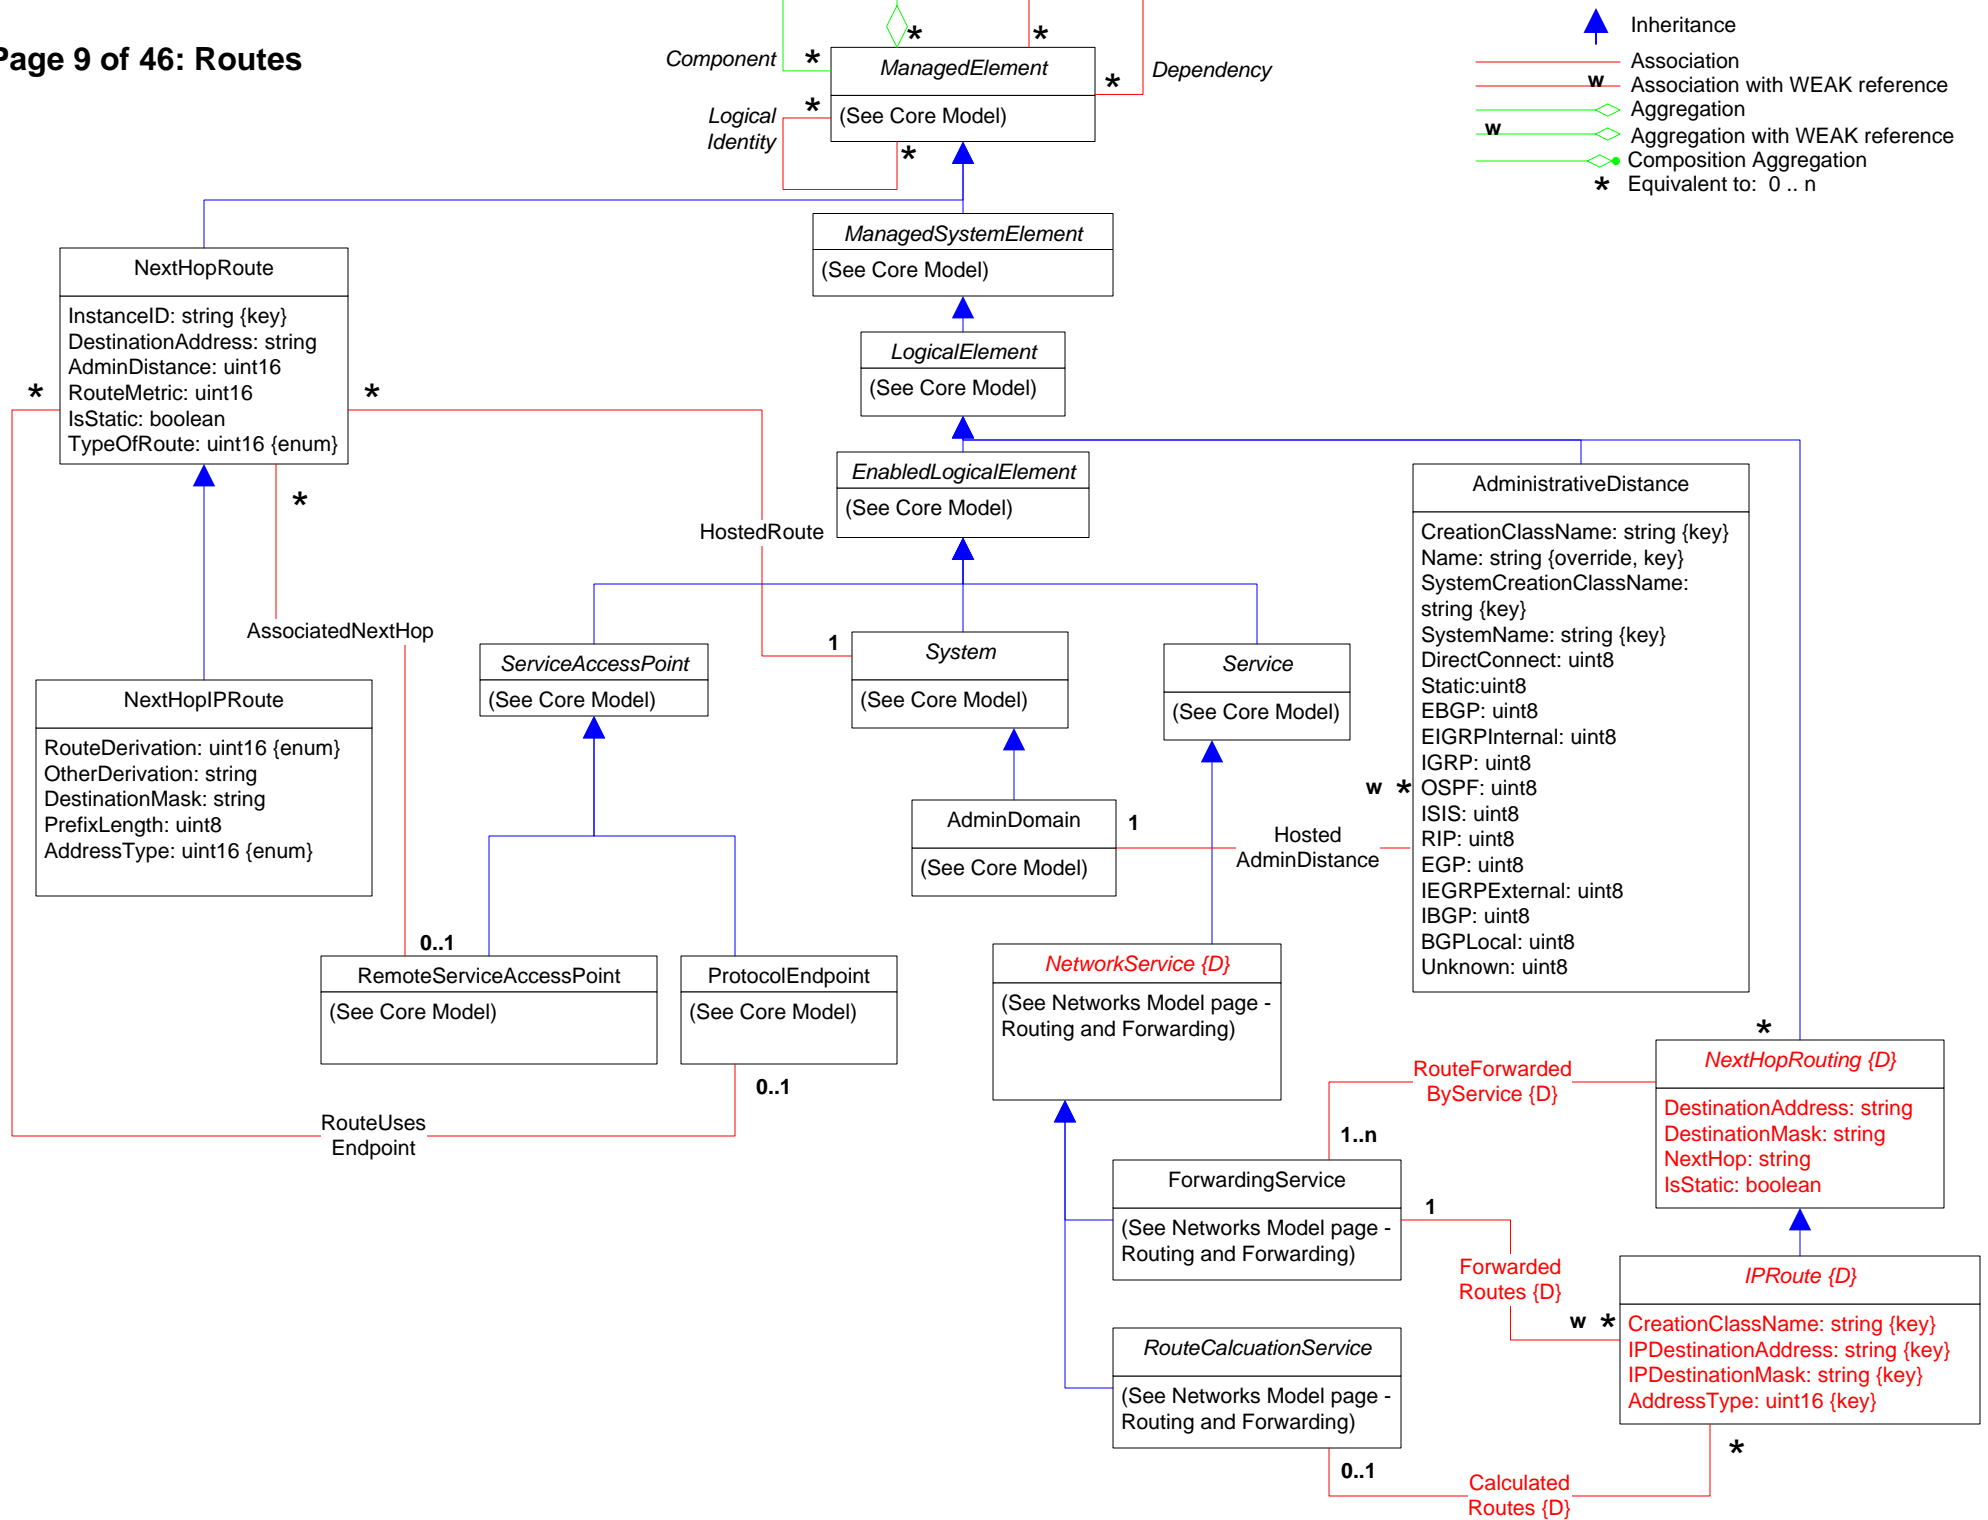 Page 9 of 46: Routes
Inheritance
Association
w
Association with WEAK reference
Aggregation
w
Aggregation with WEAK reference
Composition Aggregation
* Equivalent to: 0 .. n
Component
*
*
*
*
Dependency
ManagedElement
(See Core Model)
Logical
Identity
*
*
ManagedSystemElement
(See Core Model)
LogicalElement
(See Core Model)
EnabledLogicalElement
(See Core Model)
NextHopRoute
InstanceID: string {key}
DestinationAddress: string
AdminDistance: uint16
RouteMetric: uint16
IsStatic: boolean
TypeOfRoute: uint16 {enum}
*
*
*
HostedRoute
1
AssociatedNextHop
0..1
NextHopIPRoute
RouteDerivation: uint16 {enum}
OtherDerivation: string
DestinationMask: string
PrefixLength: uint8
AddressType: uint16 {enum}
ServiceAccessPoint
(See Core Model)
System
(See Core Model)
Service
(See Core Model)
AdministrativeDistance
CreationClassName: string {key}
Name: string {override, key}
SystemCreationClassName:
string {key}
SystemName: string {key}
DirectConnect: uint8
Static:uint8
EBGP: uint8
EIGRPInternal: uint8
IGRP: uint8
OSPF: uint8
ISIS: uint8
RIP: uint8
EGP: uint8
IEGRPExternal: uint8
IBGP: uint8
BGPLocal: uint8
Unknown: uint8
AdminDomain
(See Core Model)
1
Hosted
AdminDistance
w *
RemoteServiceAccessPoint
(See Core Model)
ProtocolEndpoint
(See Core Model)
0..1
RouteUses
Endpoint
NetworkService {D}
(See Networks Model page -
Routing and Forwarding)
RouteForwarded
ByService {D}
1..n
*
NextHopRouting {D}
DestinationAddress: string
DestinationMask: string
NextHop: string
IsStatic: boolean
ForwardingService
(See Networks Model page -
Routing and Forwarding)
1
Forwarded
Routes {D}
w *
IPRoute {D}
CreationClassName: string {key}
IPDestinationAddress: string {key}
IPDestinationMask: string {key}
AddressType: uint16 {key}
RouteCalcuationService
(See Networks Model page -
Routing and Forwarding)
0..1
Calculated
Routes {D}
*